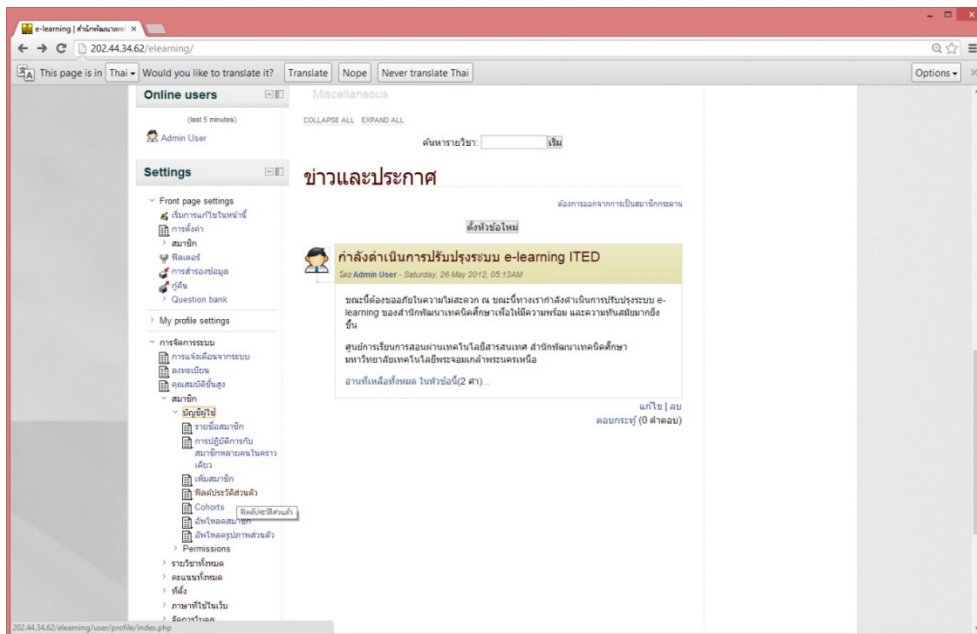 e-learning | สำนักพัฒนาเทค
202.44.34.62/elearning/
This page is in Thai Would you like to translate it? Translate Nope Never translate Thai Options
Online users
(last 5 minutes)
Admin User
Settings
Front page settings
เริ่มการแก้ไขในหน้านี้
การตั้งค่า
สมาชิก
ฟิลเตอร์
การสำรองข้อมูล
กู้คืน
Question bank
My profile settings
การจัดการระบบ
การแจ้งเตือนจากระบบ
ลงทะเบียน
คุณสมบัติขั้นสูง
สมาชิก
บัญชีผู้ใช้
รายชื่อสมาชิก
การปฏิบัติการกับ
สมาชิกหลายคนในคราว
เดียว
เพิ่มสมาชิก
ฟิลด์ประวัติส่วนตัว
Cohorts
ฟิลด์ประวัติส่วนตัว
อัพโหลดสมาชิก
อัพโหลดรูปภาพส่วนตัว
Permissions
รายวิชาทั้งหมด
คะแนนทั้งหมด
ที่ตั้ง
ภาษาที่ใช้ในเว็บ
จัดการโมดูล
Miscellaneous
COLLAPSE ALL EXPAND ALL
ค้นหารายวิชา: เริ่ม
ข่าวและประกาศ
ต้องการออกจากการเป็นสมาชิกกระดาน
ตั้งหัวข้อใหม่
กำลังดำเนินการปรับปรุงระบบ e-learning ITED
โดย Admin User - Saturday, 26 May 2012, 05:13AM
ขณะนี้ต้องขออภัยในความไม่สะดวก ณ ขณะนี้ทางเรากำลังดำเนินการปรับปรุงระบบ e-
learning ของสำนักพัฒนาเทคนิคศึกษาเพื่อให้มีความพร้อม และความทันสมัยมากยิ่ง
ขึ้น
ศูนย์การเรียนการสอนผ่านเทคโนโลยีสารสนเทศ สำนักพัฒนาเทคนิคศึกษา
มหาวิทยาลัยเทคโนโลยีพระจอมเกล้าพระนครเหนือ
อ่านที่เหลือทั้งหมด ในหัวข้อนี้(2 คำ)...
แก้ไข | ลบ
ตอบกระทู้ (0 คำตอบ)
202.44.34.62/elearning/user/profile/index.php